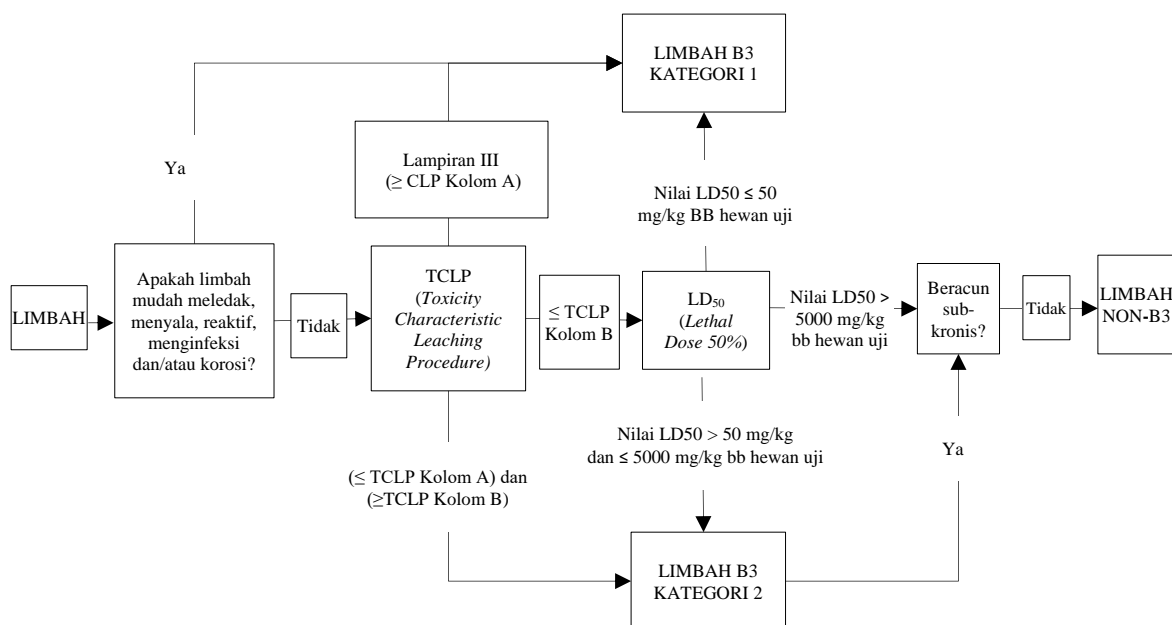 LIMBAH B3
KATEGORI 1
Ya
Lampiran III
(≥ CLP Kolom A)
Nilai LD50 ≤ 50
mg/kg BB hewan uji
LIMBAH
Apakah limbah
mudah meledak,
menyala, reaktif,
menginfeksi
dan/atau korosi?
Tidak
TCLP
(Toxicity
Characteristic
Leaching
Procedure)
≤ TCLP
Kolom B
LD50
(Lethal
Dose 50%)
Nilai LD50 >
5000 mg/kg
bb hewan uji
Beracun
sub-
kronis?
Tidak
LIMBAH
NON-B3
Nilai LD50 > 50 mg/kg
dan ≤ 5000 mg/kg bb hewan uji
Ya
(≤ TCLP Kolom A) dan
(≥TCLP Kolom B)
LIMBAH B3
KATEGORI 2